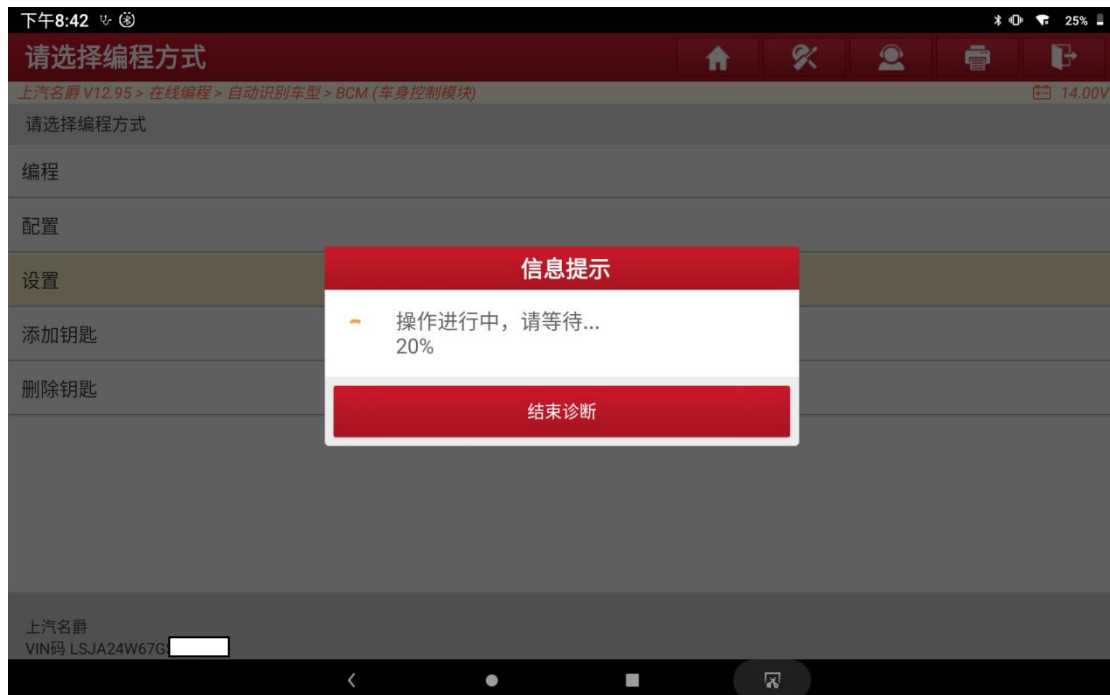 下午8:42
25%
请选择编程方式
上汽名爵 V12.95 > 在线编程 > 自动识别车型 > BCM (车身控制模块)
14.00V
请选择编程方式
编程
配置
设置
添加钥匙
删除钥匙
信息提示
操作进行中，请等待...
20%
结束诊断
上汽名爵
VIN码 LSJA24W67G